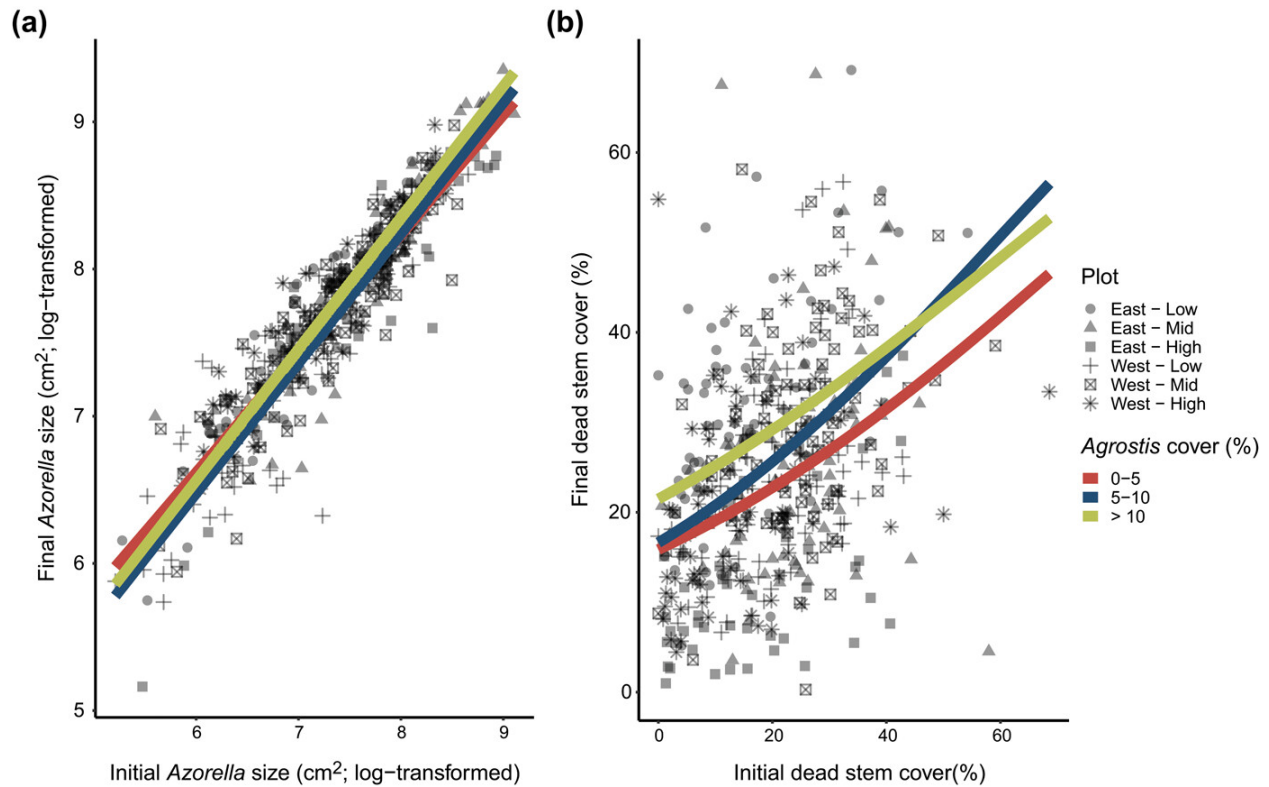 (a)
(b)
Final Azorella size (cm2; log−transformed)
9
8
7
6
5
6 7 8 9
Initial Azorella size (cm2; log−transformed)
Final dead stem cover (%)
60
40
20
0
0 20 40 60
Initial dead stem cover(%)
Plot
East − Low
East − Mid
East − High
West − Low
West − Mid
West − High
Agrostis cover (%)
0−5
5−10
> 10